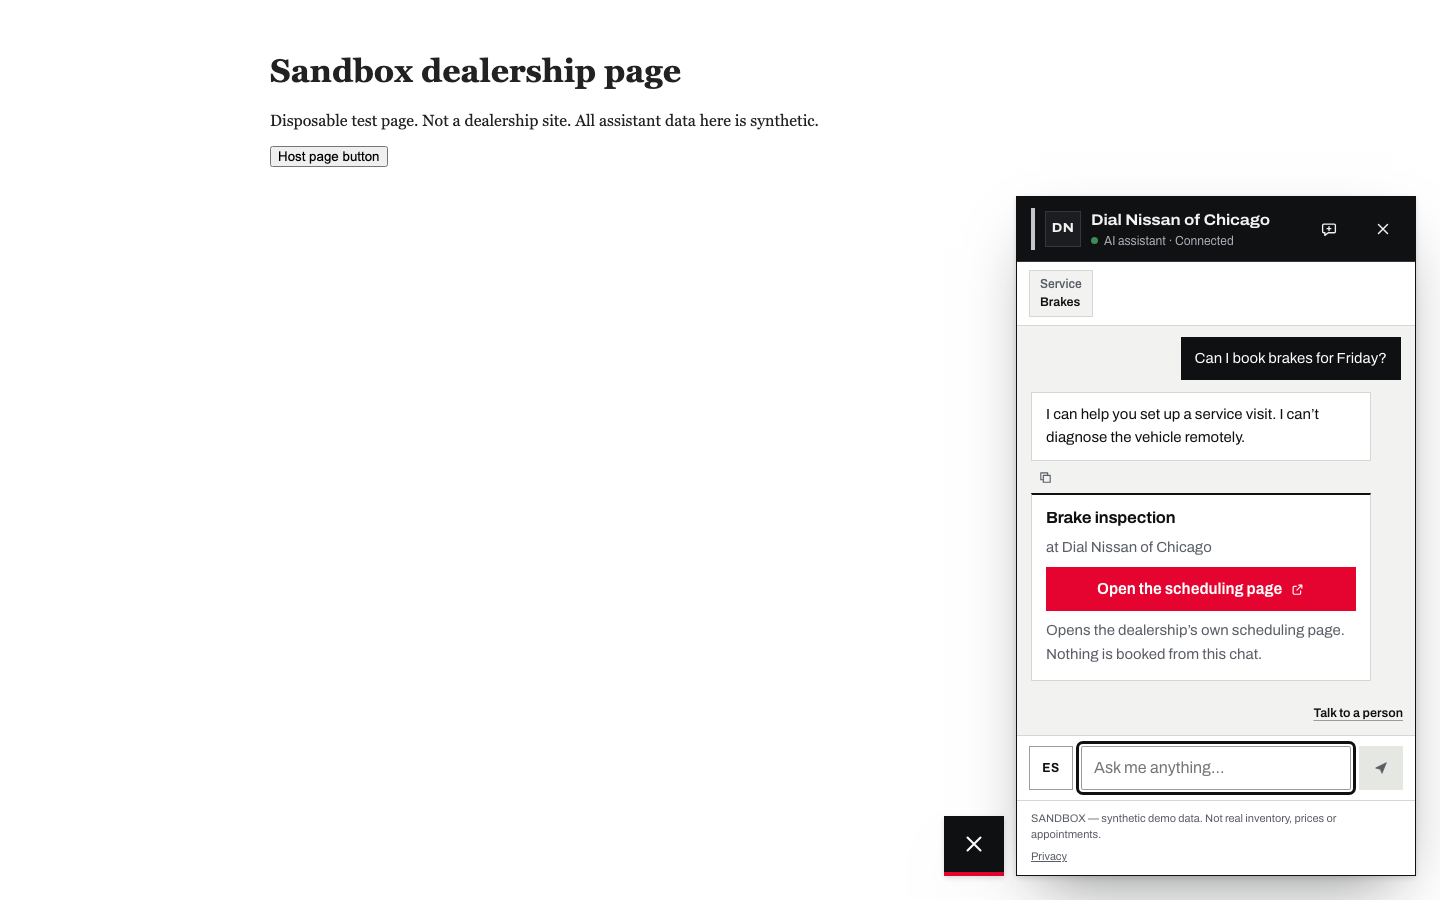 Sandbox dealership page
Disposable test page. Not a dealership site. All assistant data here is synthetic.
Host page button
DN
Dial Nissan of Chicago
AI assistant · Connected
Service
Brakes
Can I book brakes for Friday?
I can help you set up a service visit. I can’t
diagnose the vehicle remotely.
Brake inspection
at Dial Nissan of Chicago
Open the scheduling page
Opens the dealership’s own scheduling page.
Nothing is booked from this chat.
Talk to a person
ES
Ask me anything...
SANDBOX — synthetic demo data. Not real inventory, prices or
appointments.
Privacy